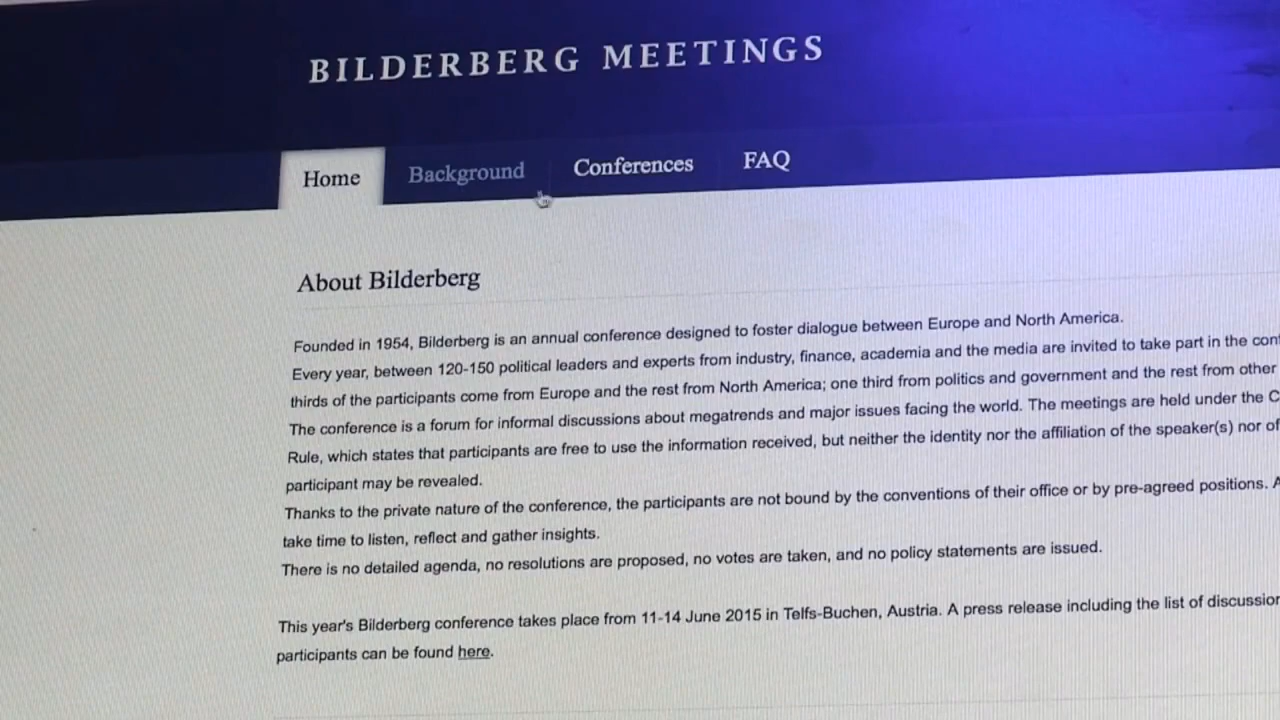 BILDERBERG MEETINGS
Home Background Conferences FAQ
About Bilderberg
Founded in 1954, Bilderberg is an annual conference designed to foster dialogue between Europe and North America.
Every year, between 120-150 political leaders and experts from industry, finance, academia and the media are invited to take part in the
thirds of the participants come from Europe and the rest from North America; one third from politics and government and the rest from other
The conference is a forum for informal discussions about megatrends and major issues facing the world. The meetings are held under the
Rule, which states that participants are free to use the information received, but neither the identity nor the affiliation of the speaker(s) nor of
participant may be revealed.
Thanks to the private nature of the conference, the participants are not bound by the conventions of their office or by pre-agreed positions.
take time to listen, reflect and gather insights.
There is no detailed agenda, no resolutions are proposed, no votes are taken, and no policy statements are issued.
This year's Bilderberg conference takes place from 11-14 June 2015 in Telfs-Buchen, Austria. A press release including the list of
participants can be found here.